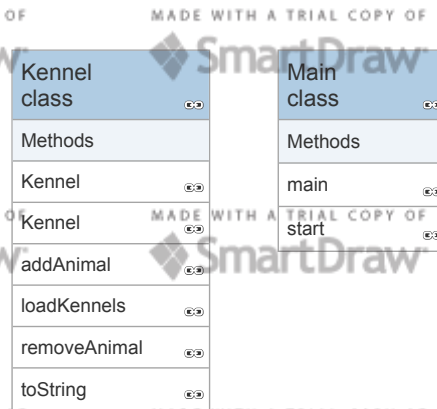 OF MADE WITH A TRIAL COPY OF
SmartDraw
Kennel
class
Methods
Kennel
Kennel
addAnimal
loadKennels
removeAnimal
toString
Main
class
Methods
main
start
OF MADE WITH A TRIAL COPY OF
SmartDraw